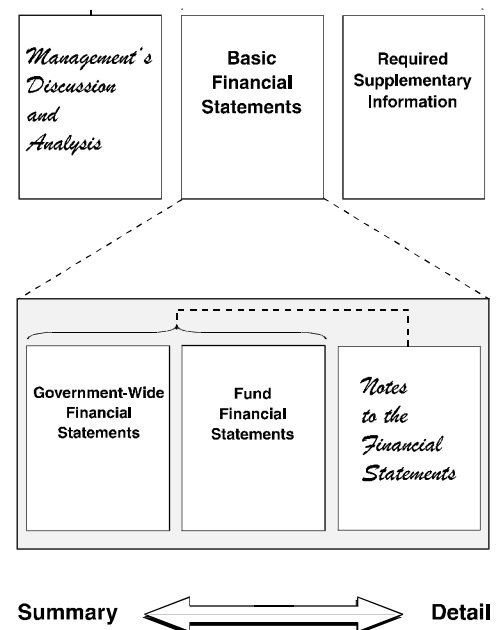 Management's
Discussion
and
Analysis
Basic
Financial
Statements
Required
Supplementary
Information
Government-Wide
Financial
Statements
Fund
Financial
Statements
Notes
to the
Financial
Statements
Summary
Detail